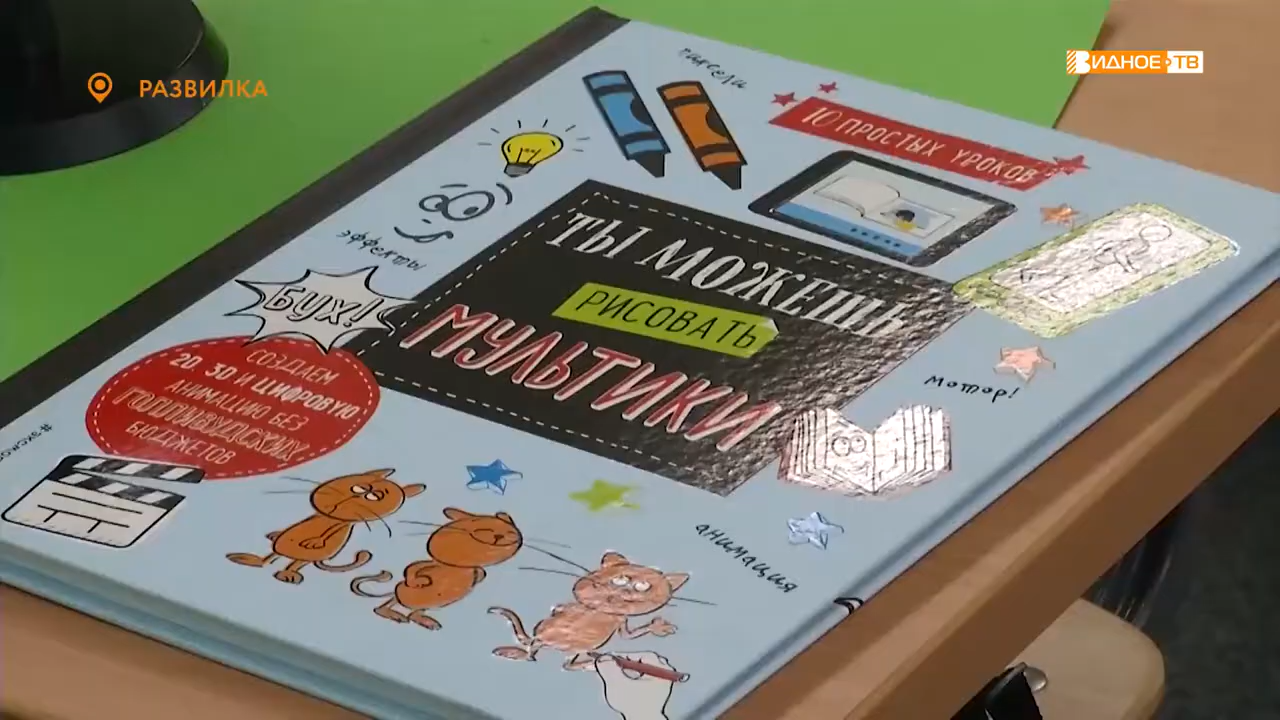 РАЗВИЛКА
ВИДНОЕ-ТВ
пиксели
10 ПРОСТЫХ УРОКОВ
эффекты
ТЫ МОЖЕШЬ
РИСОВАТЬ
МУЛЬТИКИ
БУХ!
СОЗДАЕМ
2D 3D И ЦИФРОВУЮ
АНИМАЦИЮ БЕЗ
ГОЛЛИВУДСКИХ
БЮДЖЕТОВ
мотор!
анимация